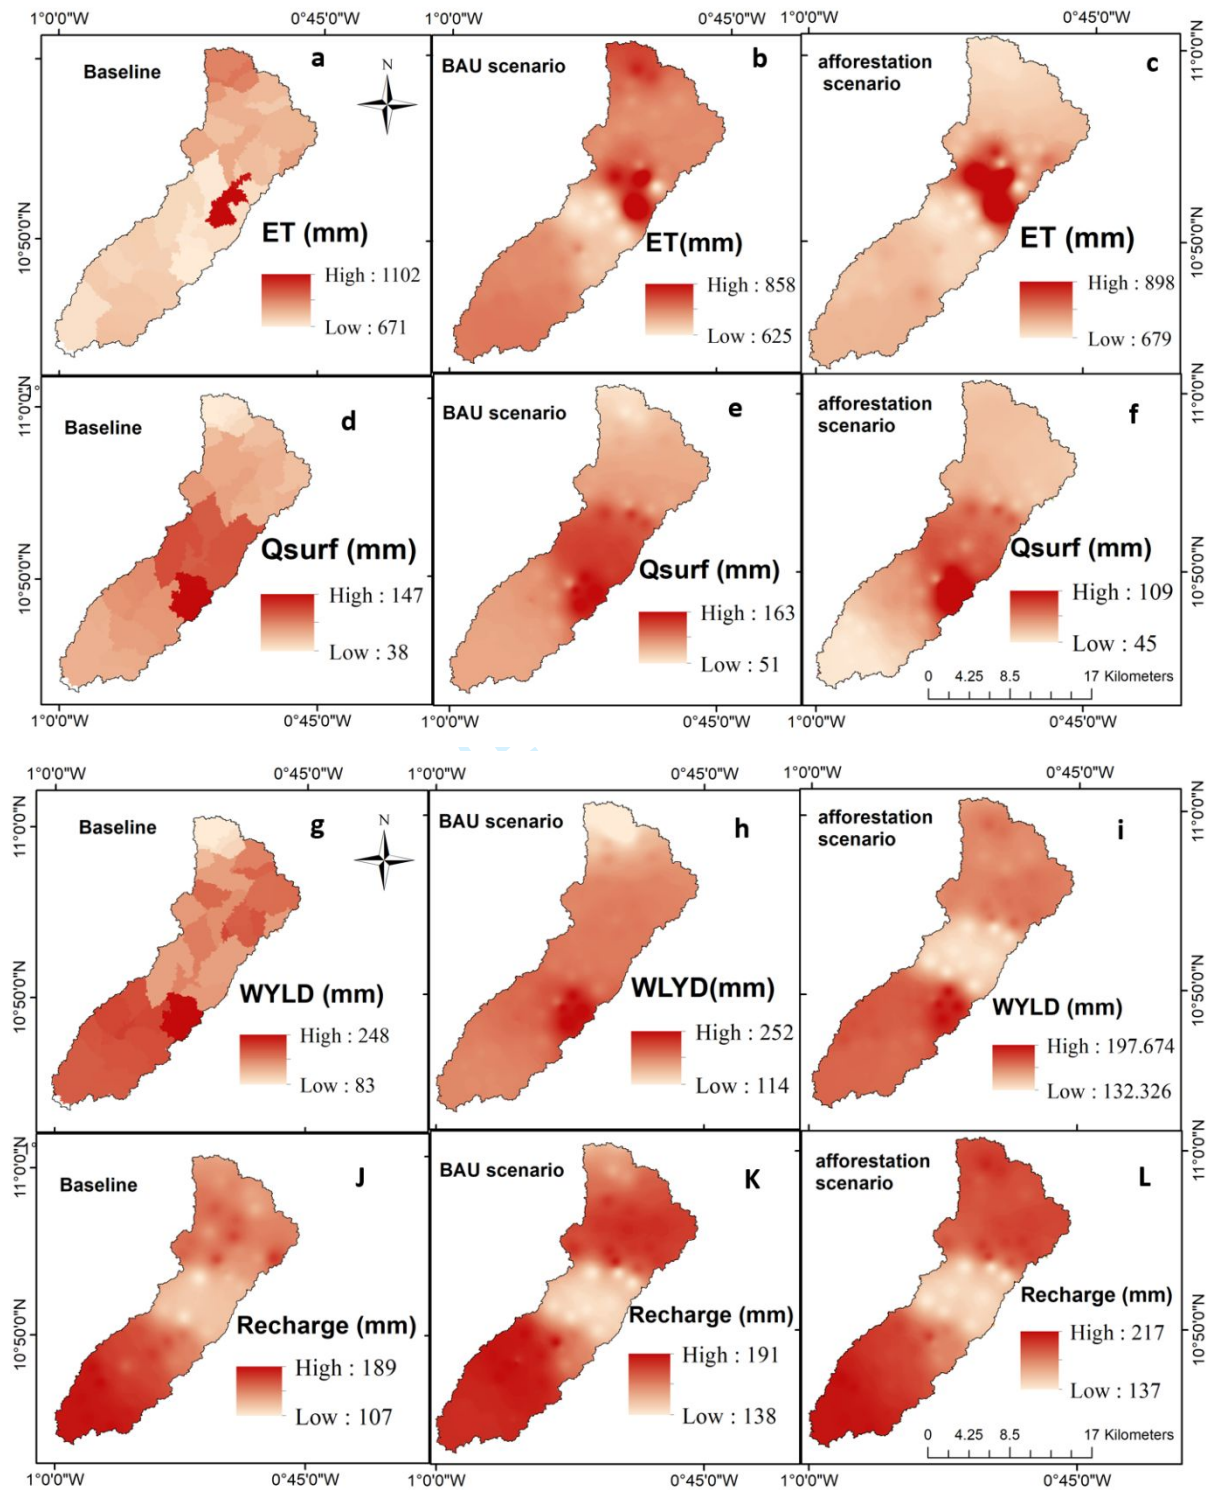 1°0'0"W 0°45'0"W 1°0'0"W 0°45'0"W 1°0'0"W 0°45'0"W
Baseline a N
ET (mm)
High : 1102
Low : 671
10°50'0"N
BAU scenario b
ET(mm)
High : 858
Low : 625
afforestation
scenario
c
ET (mm)
High : 898
Low : 679
11°0'0"N
10°50'0"N
Baseline d
Qsurf (mm)
High : 147
Low : 38
11°0'0"N
10°50'0"N
BAU scenario e
Qsurf (mm)
High : 163
Low : 51
afforestation
scenario
f
Qsurf (mm)
High : 109
Low : 45
0 4.25 8.5 17 Kilometers
11°0'0"N
10°50'0"N
1°0'0"W 0°45'0"W 1°0'0"W 0°45'0"W 1°0'0"W 0°45'0"W
1°0'0"W 0°45'0"W 1°0'0"W 0°45'0"W 1°0'0"W 0°45'0"W
Baseline g N
WYLD (mm)
High : 248
Low : 83
11°0'0"N
10°50'0"N
BAU scenario h
WLYD(mm)
High : 252
Low : 114
afforestation
scenario
i
WYLD (mm)
High : 197.674
Low : 132.326
11°0'0"N
10°50'0"N
Baseline J
Recharge (mm)
High : 189
Low : 107
11°0'0"N
10°50'0"N
BAU scenario K
Recharge (mm)
High : 191
Low : 138
afforestation
scenario
L
Recharge (mm)
High : 217
Low : 137
0 4.25 8.5 17 Kilometers
11°0'0"N
10°50'0"N
1°0'0"W 0°45'0"W 1°0'0"W 0°45'0"W 1°0'0"W 0°45'0"W